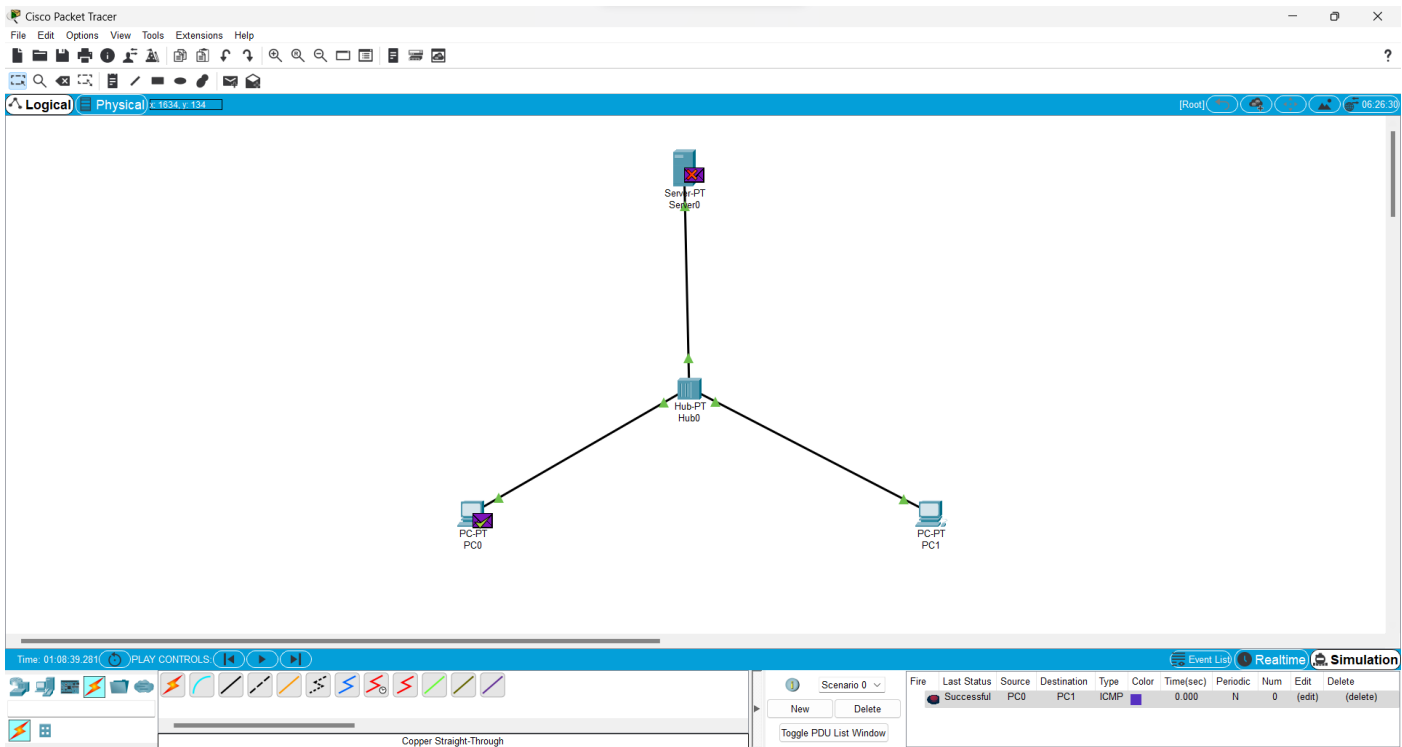 Cisco Packet Tracer
File Edit Options View Tools Extensions Help
?
Logical Physical x: 1634, y: 134 [Root] 06:26:30
Server-PT
Server0
Hub-PT
Hub0
PC-PT
PC0
PC-PT
PC1
Time: 01:08:39.281 PLAY CONTROLS: Event List Realtime Simulation
Scenario 0
New Delete
Toggle PDU List Window
Fire Last Status Source Destination Type Color Time(sec) Periodic Num Edit Delete
Successful PC0 PC1 ICMP 0.000 N 0 (edit) (delete)
Copper Straight-Through